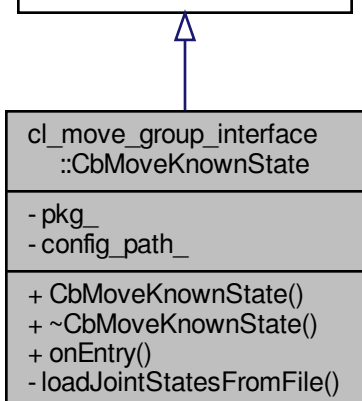 cl_move_group_interface
::CbMoveKnownState
- pkg_
- config_path_
+ CbMoveKnownState()
+ ~CbMoveKnownState()
+ onEntry()
- loadJointStatesFromFile()